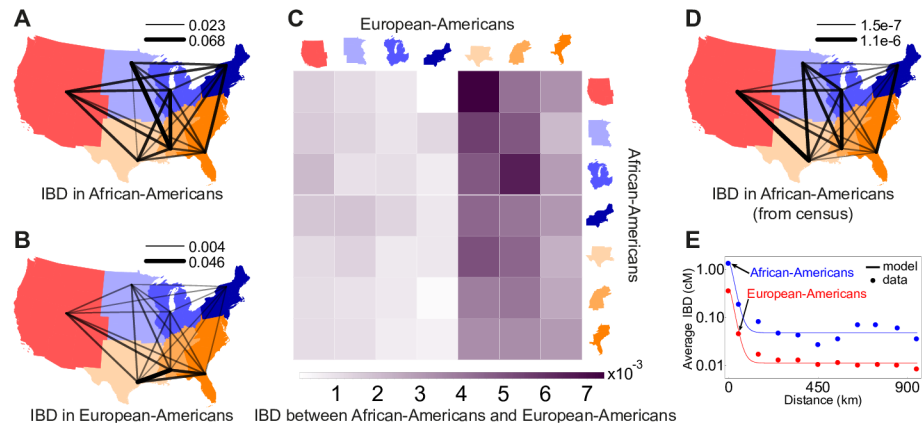 A
0.023
0.068
IBD in African-Americans
B
0.004
0.046
IBD in European-Americans
C
European-Americans
African-Americans
1 2 3 4 5 6 7 x10⁻³
IBD between African-Americans and European-Americans
D
1.5e-7
1.1e-6
IBD in African-Americans
(from census)
E
model
data
African-Americans
European-Americans
Average IBD (cM)
1.00
0.10
0.01
0 450 900
Distance (km)